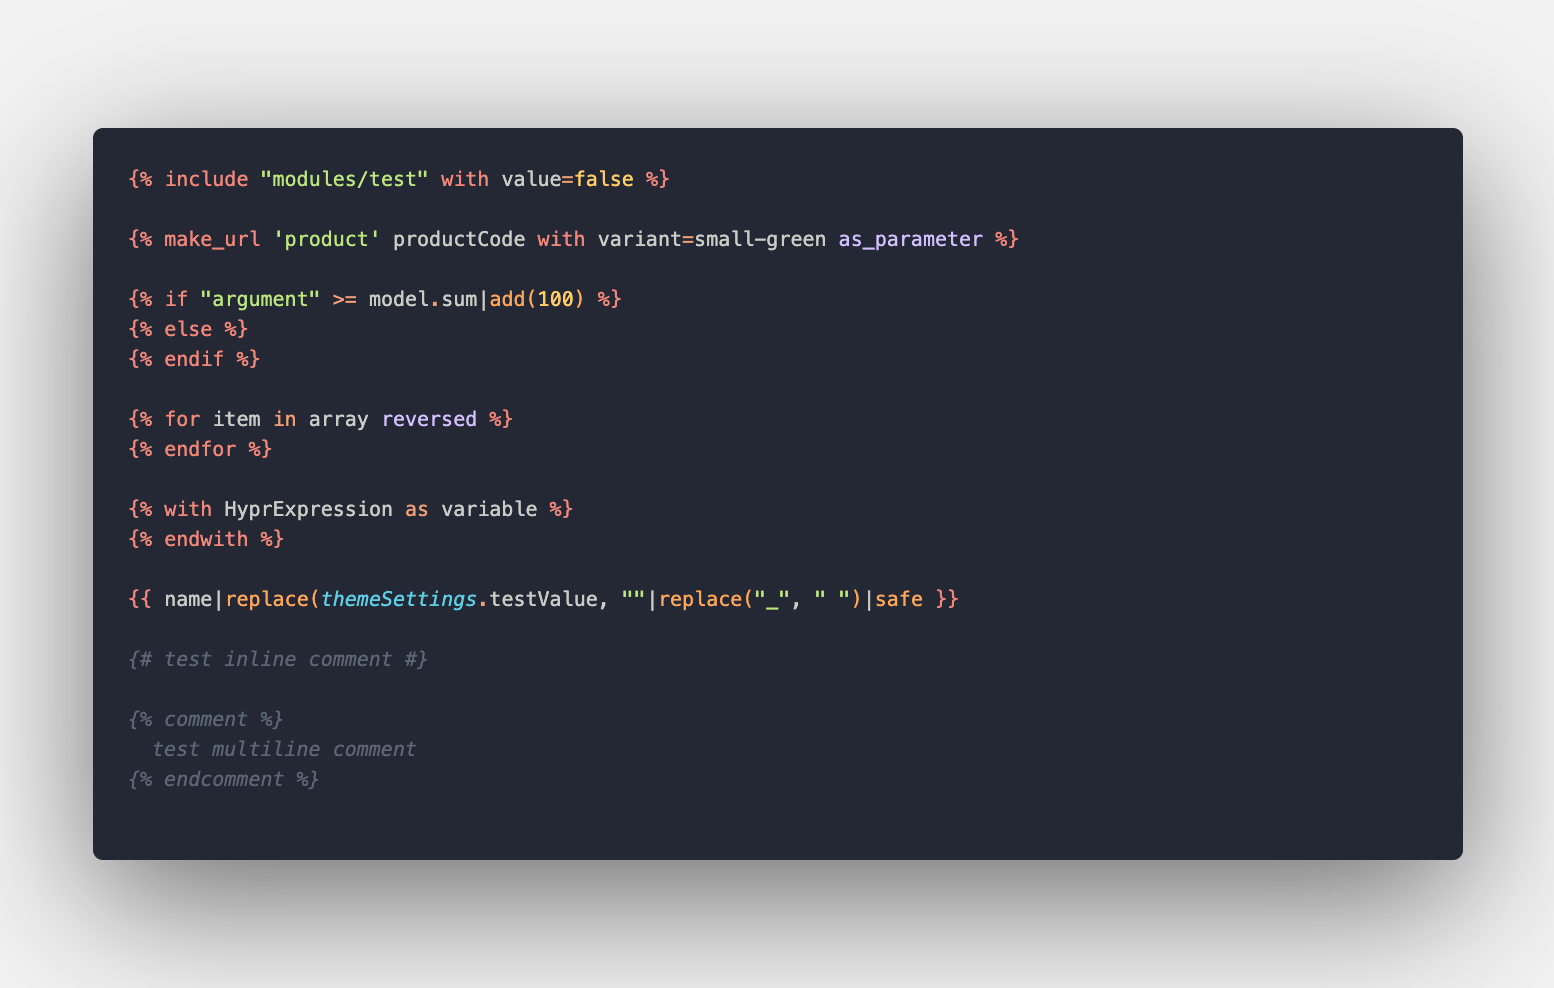 {% include "modules/test" with value=false %}
{% make_url 'product' productCode with variant=small-green as_parameter %}
{% if "argument" >= model.sum|add(100) %}
{% else %}
{% endif %}
{% for item in array reversed %}
{% endfor %}
{% with HyprExpression as variable %}
{% endwith %}
{{ name|replace(themeSettings.testValue, ""|replace("_", " ")|safe }}
{# test inline comment #}
{% comment %}
  test multiline comment
{% endcomment %}